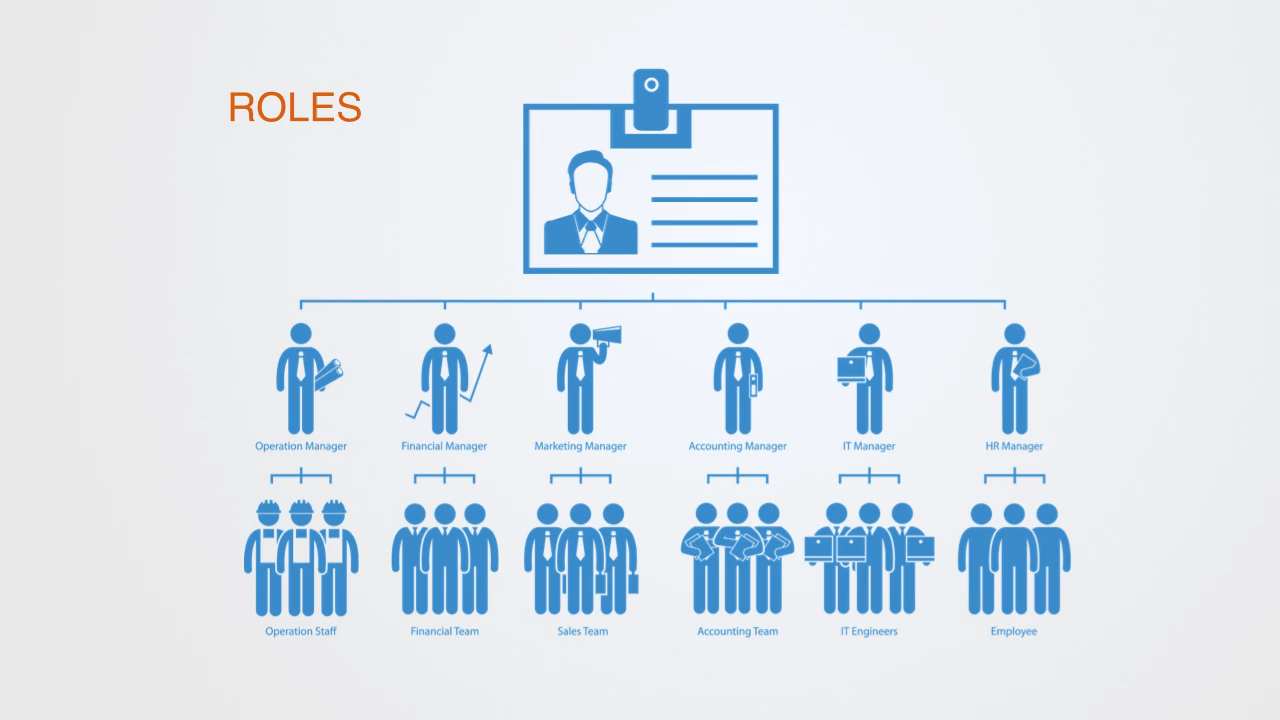 ROLES
Operation Manager
Financial Manager
Marketing Manager
Accounting Manager
IT Manager
HR Manager
Operation Staff
Financial Team
Sales Team
Accounting Team
IT Engineers
Employee